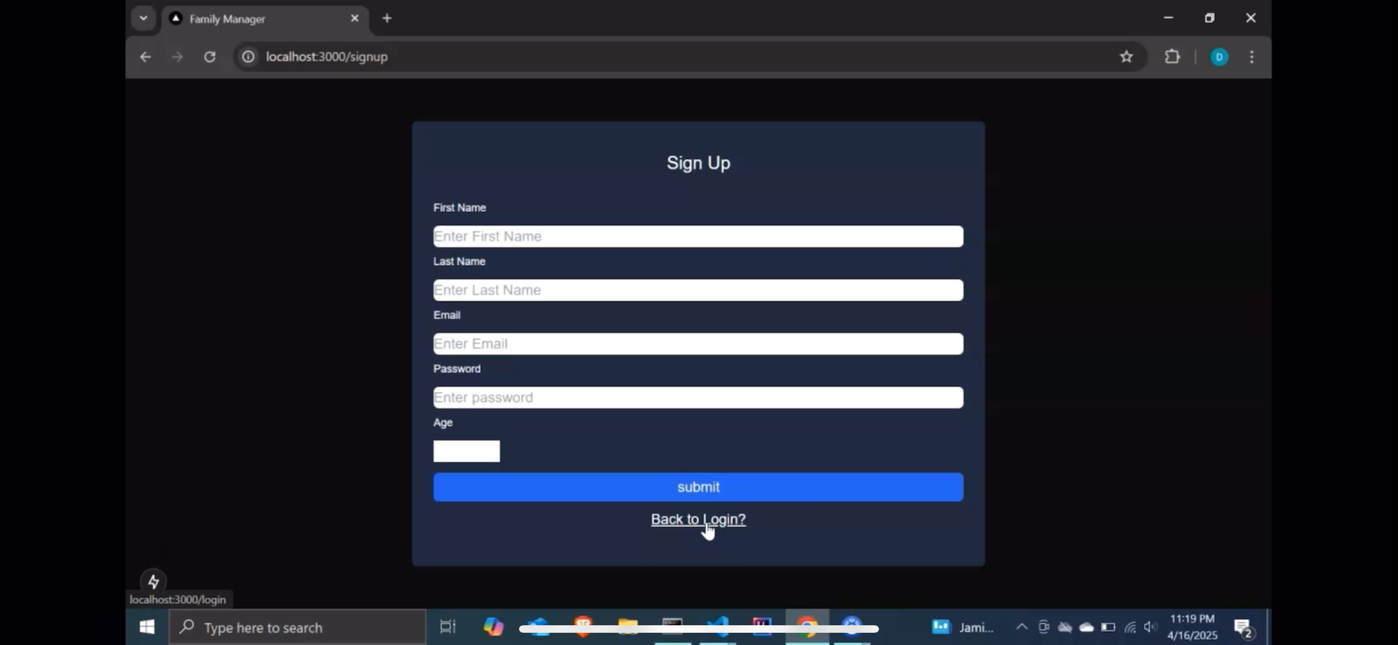 Family Manager
localhost:3000/signup
D
Sign Up
First Name
Enter First Name
Last Name
Enter Last Name
Email
Enter Email
Password
Enter password
Age
submit
Back to Login?
localhost:3000/login
Type here to search
Jami...
11:19 PM
4/16/2025
2